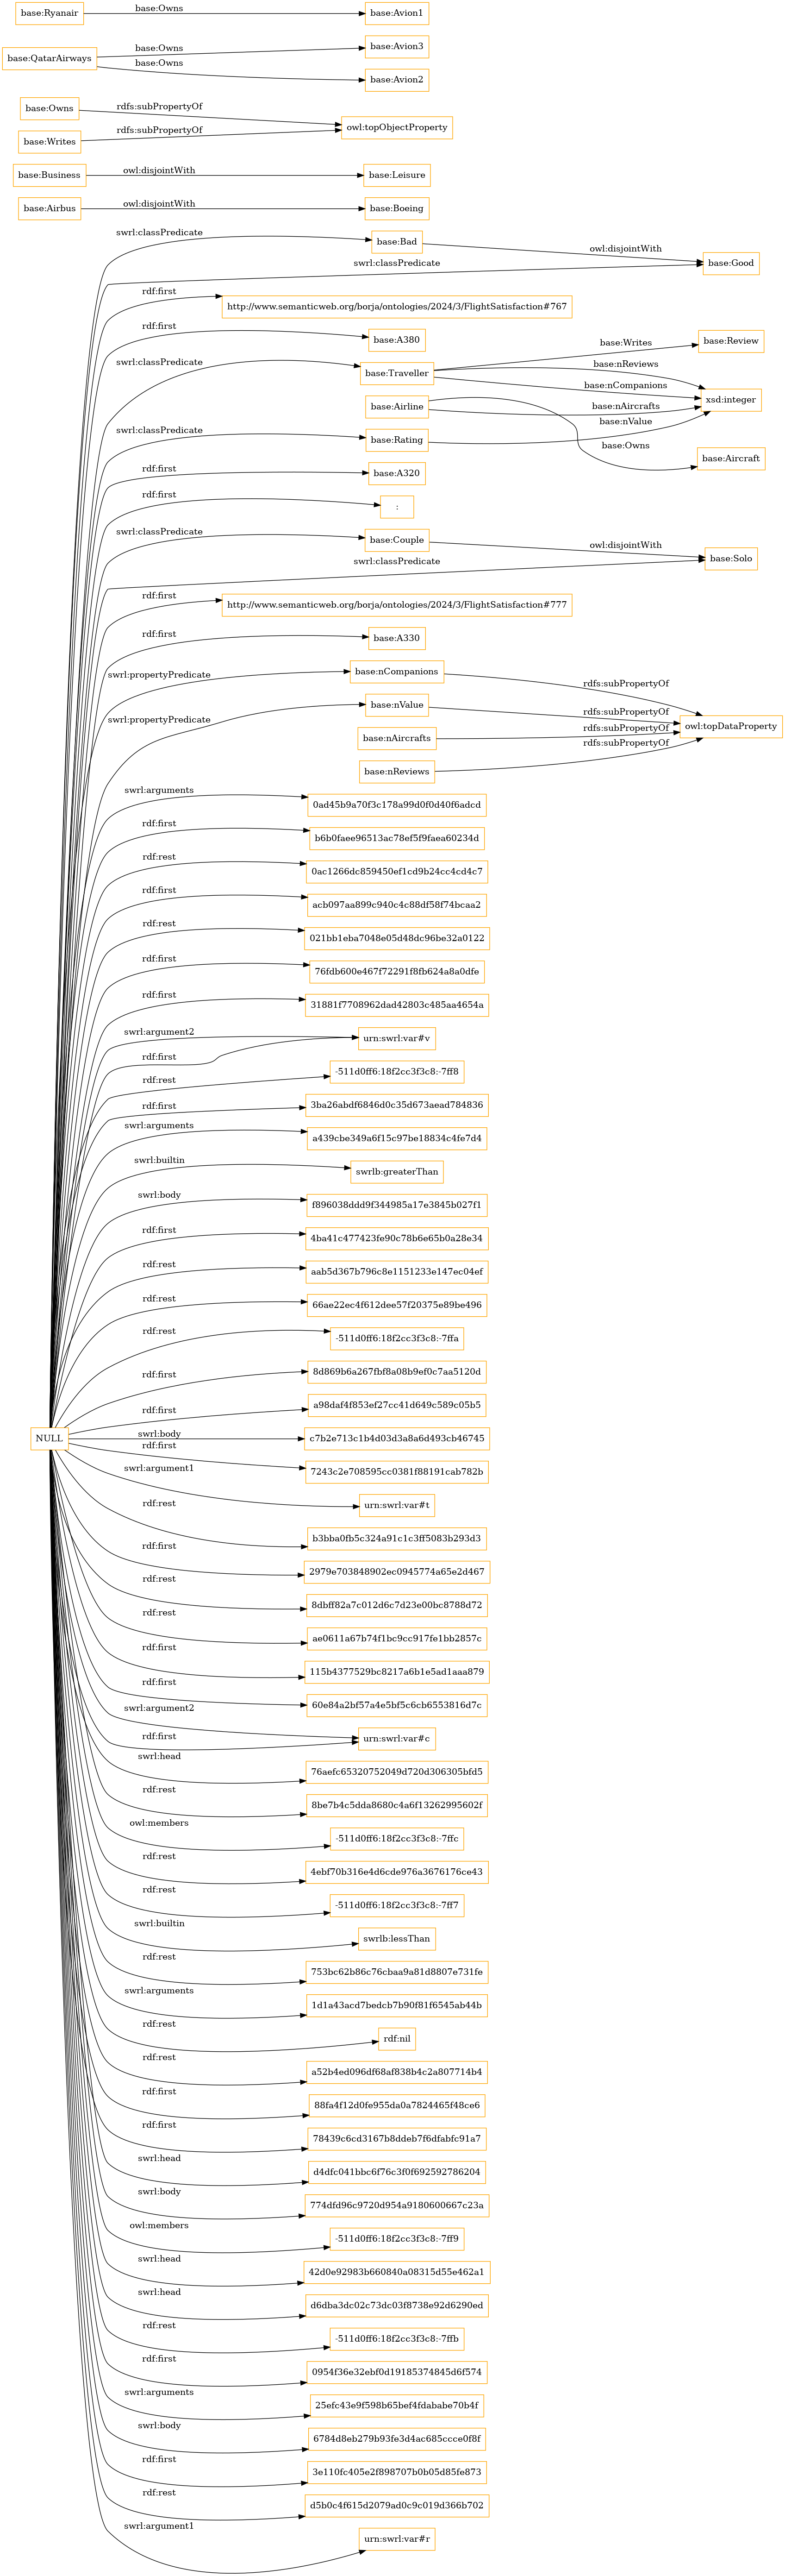 base:Ryanair
base:Owns
base:Avion1
base:QatarAirways
base:Owns
base:Avion3
base:Owns
base:Avion2
base:Owns
rdfs:subPropertyOf
base:Writes
rdfs:subPropertyOf
owl:topObjectProperty
base:Business
owl:disjointWith
base:Leisure
base:Airbus
owl:disjointWith
base:Boeing
swrl:classPredicate
base:Bad
owl:disjointWith
swrl:classPredicate
base:Good
rdf:first
http://www.semanticweb.org/borja/ontologies/2024/3/FlightSatisfaction#767
rdf:first
base:A380
swrl:classPredicate
base:Traveller
base:Writes
base:Review
base:nReviews
base:nCompanions
xsd:integer
base:Airline
base:nAircrafts
base:nValue
swrl:classPredicate
base:Rating
base:Owns
base:Aircraft
rdf:first
base:A320
rdf:first
:
swrl:classPredicate
base:Couple
owl:disjointWith
swrl:classPredicate
base:Solo
rdf:first
http://www.semanticweb.org/borja/ontologies/2024/3/FlightSatisfaction#777
rdf:first
base:A330
swrl:propertyPredicate
base:nCompanions
rdfs:subPropertyOf
swrl:propertyPredicate
base:nValue
rdfs:subPropertyOf
owl:topDataProperty
base:nAircrafts
rdfs:subPropertyOf
base:nReviews
rdfs:subPropertyOf
swrl:arguments
0ad45b9a70f3c178a99d0f0d40f6adcd
rdf:first
b6b0faee96513ac78ef5f9faea60234d
rdf:rest
0ac1266dc859450ef1cd9b24cc4cd4c7
rdf:first
acb097aa899c940c4c88df58f74bcaa2
rdf:rest
021bb1eba7048e05d48dc96be32a0122
rdf:first
76fdb600e467f72291f8fb624a8a0dfe
rdf:first
31881f7708962dad42803c485aa4654a
swrl:argument2
urn:swrl:var#v
rdf:first
rdf:rest
-511d0ff6:18f2cc3f3c8:-7ff8
rdf:first
3ba26abdf6846d0c35d673aead784836
swrl:arguments
a439cbe349a6f15c97be18834c4fe7d4
swrl:builtin
swrlb:greaterThan
swrl:body
f896038ddd9f344985a17e3845b027f1
rdf:first
4ba41c477423fe90c78b6e65b0a28e34
rdf:rest
aab5d367b796c8e1151233e147ec04ef
rdf:rest
66ae22ec4f612dee57f20375e89be496
rdf:rest
-511d0ff6:18f2cc3f3c8:-7ffa
rdf:first
8d869b6a267fbf8a08b9ef0c7aa5120d
rdf:first
a98daf4f853ef27cc41d649c589c05b5
NULL
swrl:body
c7b2e713c1b4d03d3a8a6d493cb46745
rdf:first
7243c2e708595cc0381f88191cab782b
swrl:argument1
urn:swrl:var#t
rdf:rest
b3bba0fb5c324a91c1c3ff5083b293d3
rdf:first
2979e703848902ec0945774a65e2d467
rdf:rest
8dbff82a7c012d6c7d23e00bc8788d72
rdf:rest
ae0611a67b74f1bc9cc917fe1bb2857c
rdf:first
115b4377529bc8217a6b1e5ad1aaa879
rdf:first
60e84a2bf57a4e5bf5c6cb6553816d7c
swrl:argument2
rdf:first
urn:swrl:var#c
swrl:head
76aefc65320752049d720d306305bfd5
rdf:rest
8be7b4c5dda8680c4a6f13262995602f
owl:members
-511d0ff6:18f2cc3f3c8:-7ffc
rdf:rest
4ebf70b316e4d6cde976a3676176ce43
rdf:rest
-511d0ff6:18f2cc3f3c8:-7ff7
swrl:builtin
swrlb:lessThan
rdf:rest
753bc62b86c76cbaa9a81d8807e731fe
swrl:arguments
1d1a43acd7bedcb7b90f81f6545ab44b
rdf:rest
rdf:nil
rdf:rest
a52b4ed096df68af838b4c2a807714b4
rdf:first
88fa4f12d0fe955da0a7824465f48ce6
rdf:first
78439c6cd3167b8ddeb7f6dfabfc91a7
swrl:head
d4dfc041bbc6f76c3f0f692592786204
swrl:body
774dfd96c9720d954a9180600667c23a
owl:members
-511d0ff6:18f2cc3f3c8:-7ff9
swrl:head
42d0e92983b660840a08315d55e462a1
swrl:head
d6dba3dc02c73dc03f8738e92d6290ed
rdf:rest
-511d0ff6:18f2cc3f3c8:-7ffb
rdf:first
0954f36e32ebf0d19185374845d6f574
swrl:arguments
25efc43e9f598b65bef4fdababe70b4f
swrl:body
6784d8eb279b93fe3d4ac685ccce0f8f
rdf:first
3e110fc405e2f898707b0b05d85fe873
rdf:rest
d5b0c4f615d2079ad0c9c019d366b702
swrl:argument1
urn:swrl:var#r